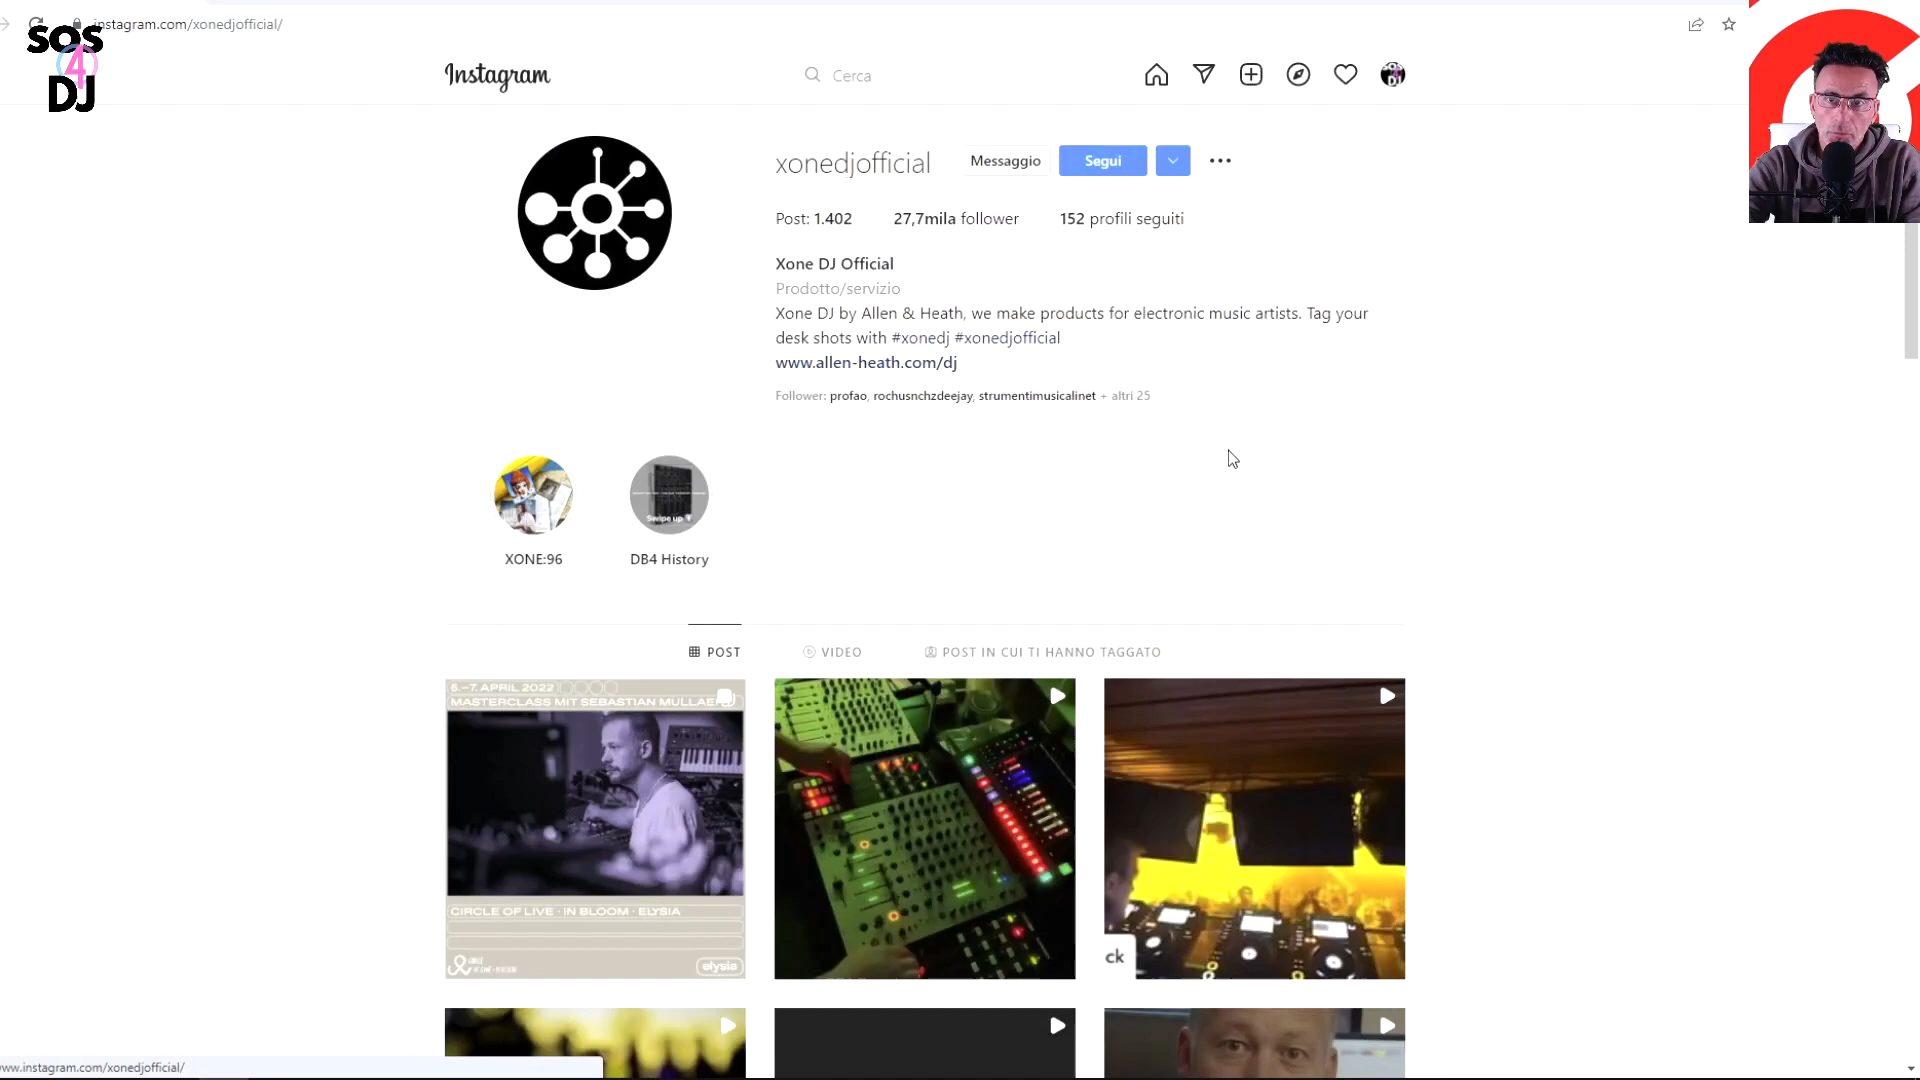 instagram.com/xonedjofficial/
SOS
4
DJ
Instagram
Cerca
xonedjofficial
Messaggio
Segui
Post: 1.402 27,7mila follower 152 profili seguiti
Xone DJ Official
Prodotto/servizio
Xone DJ by Allen & Heath, we make products for electronic music artists. Tag your
desk shots with #xonedj #xonedjofficial
www.allen-heath.com/dj
Follower: profao, rochusnchzdeejay, strumentimusicalinet + altri 25
Swipe up
XONE:96
DB4 History
POST
VIDEO
POST IN CUI TI HANNO TAGGATO
6.–7. APRIL 2022
MASTERCLASS MIT SEBASTIAN
CIRCLE OF LIVE · IN BLOOM · ELYSIA
elysia
ck
www.instagram.com/xonedjofficial/